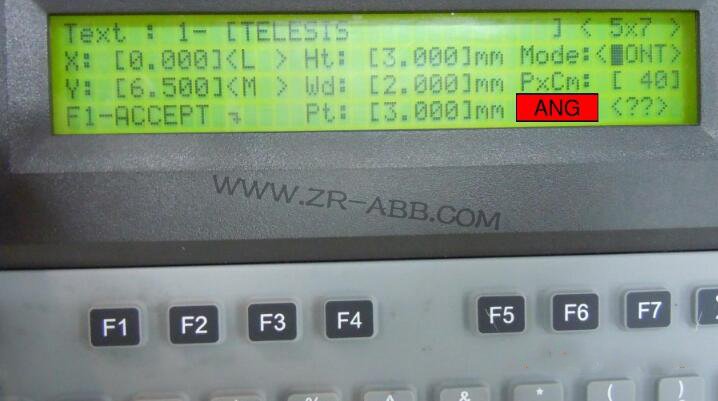 Text : 1- [TELESIS ] < 5x7 >
X: [0.000]<L > Ht: [3.000]mm Mode:<█ONT>
Y: [6.500]<M > Wd: [2.000]mm PxCm: [ 40]
F1-ACCEPT Pt: [3.000]mm ANG <??>
WWW.ZR-ABB.COM
F1 F2 F3 F4 F5 F6 F7
% ^ & * ( )